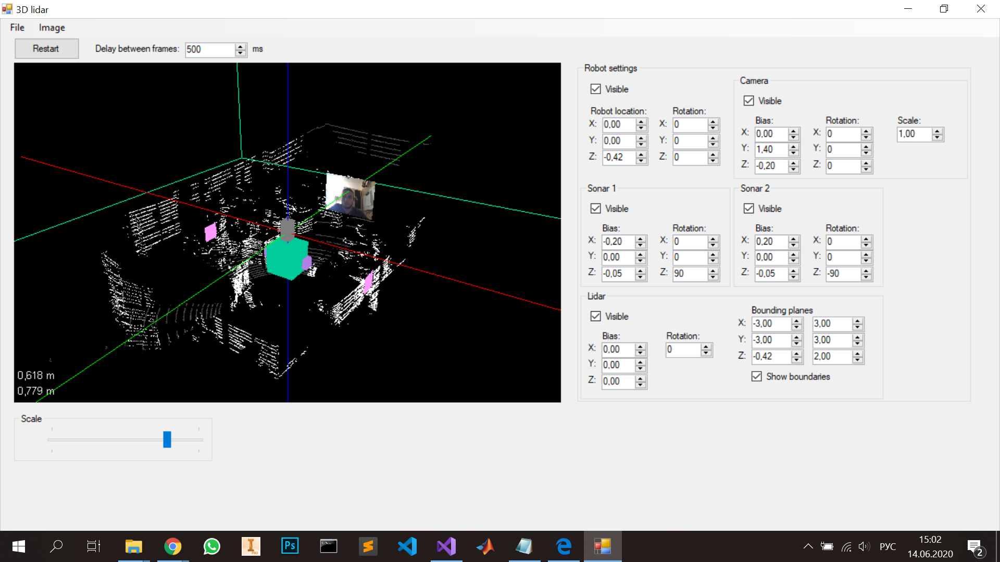 3D lidar
File Image
Restart Delay between frames: 500 ms
Robot settings
Visible
Robot location: Rotation:
X: 0,00 X: 0
Y: 0,00 Y: 0
Z: -0,42 Z: 0
Camera
Visible
Bias: Rotation: Scale:
X: 0,00 X: 0 1,00
Y: 1,40 Y: 0
Z: -0,20 Z: 0
Sonar 1
Visible
Bias: Rotation:
X: -0,20 X: 0
Y: 0,00 Y: 0
Z: -0,05 Z: 90
Sonar 2
Visible
Bias: Rotation:
X: 0,20 X: 0
Y: 0,00 Y: 0
Z: -0,05 Z: -90
Lidar
Visible
Bias: Rotation:
X: 0,00 0
Y: 0,00
Z: 0,00
Bounding planes
X: -3,00 3,00
Y: -3,00 3,00
Z: -0,42 2,00
Show boundaries
0,618 m
0,779 m
Scale
I PRO
Ps
РУС
15:02
14.06.2020
2